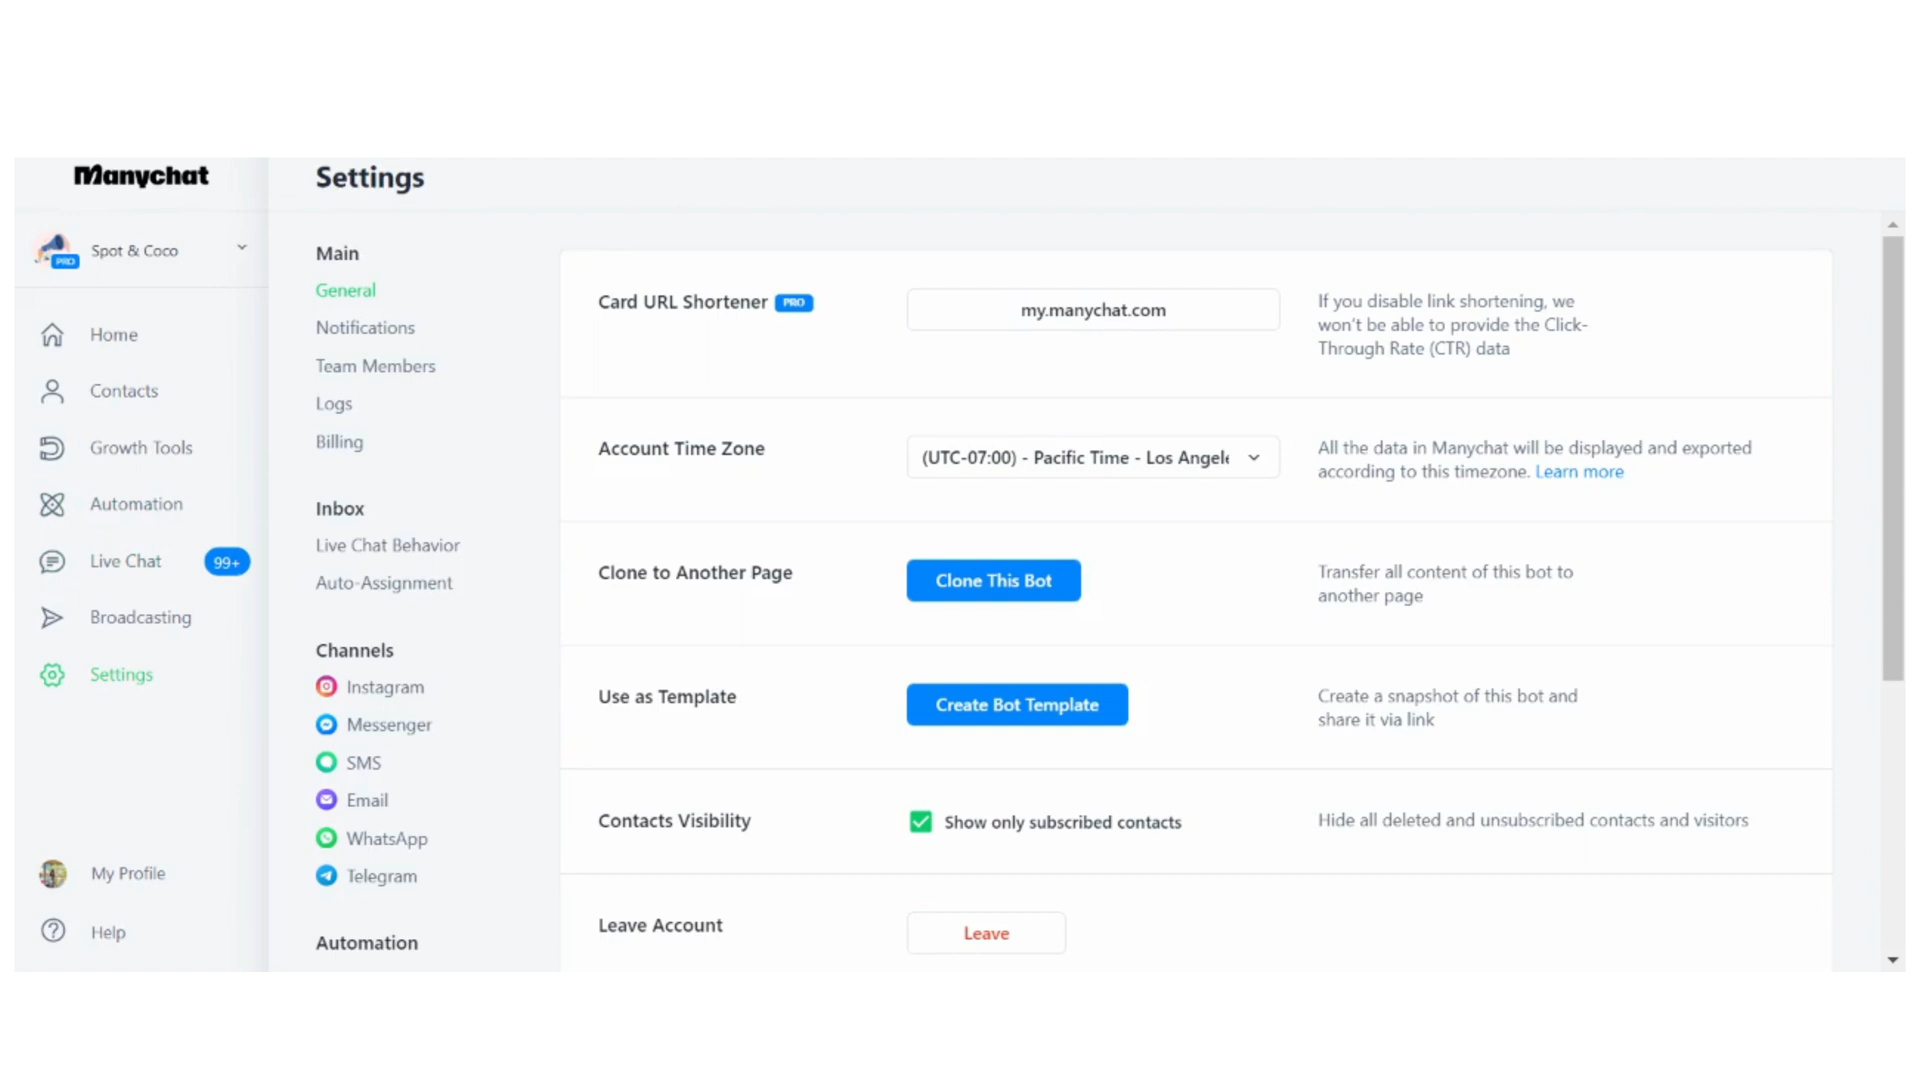 Manychat
Settings
Spot & Coco
PRO
Home
Contacts
Growth Tools
Automation
Live Chat
99+
Broadcasting
Settings
My Profile
Help
Main
General
Notifications
Team Members
Logs
Billing
Inbox
Live Chat Behavior
Auto-Assignment
Channels
Instagram
Messenger
SMS
Email
WhatsApp
Telegram
Automation
Card URL Shortener PRO
my.manychat.com
If you disable link shortening, we
won't be able to provide the Click-
Through Rate (CTR) data
Account Time Zone
(UTC-07:00) - Pacific Time - Los Angele
All the data in Manychat will be displayed and exported
according to this timezone. Learn more
Clone to Another Page
Clone This Bot
Transfer all content of this bot to
another page
Use as Template
Create Bot Template
Create a snapshot of this bot and
share it via link
Contacts Visibility
Show only subscribed contacts
Hide all deleted and unsubscribed contacts and visitors
Leave Account
Leave